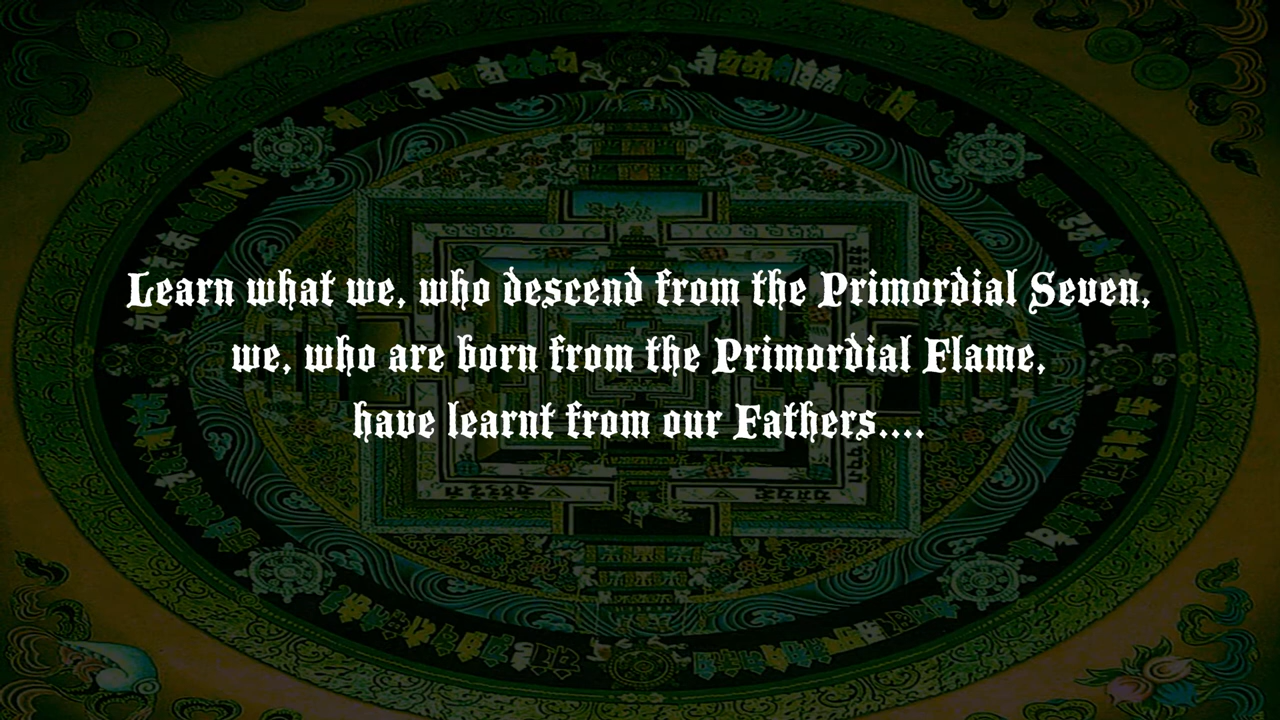 Learn what we, who descend from the Primordial Seven,
we, who are born from the Primordial Flame,
have learnt from our Fathers....